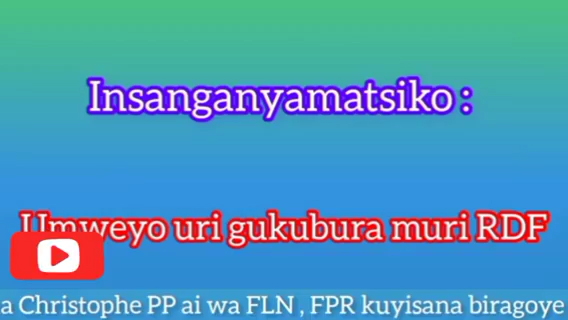 Insanganyamatsiko :
Umweyo uri gukubura muri RDF
a Christophe PP ai wa FLN , FPR kuyisana biragoye